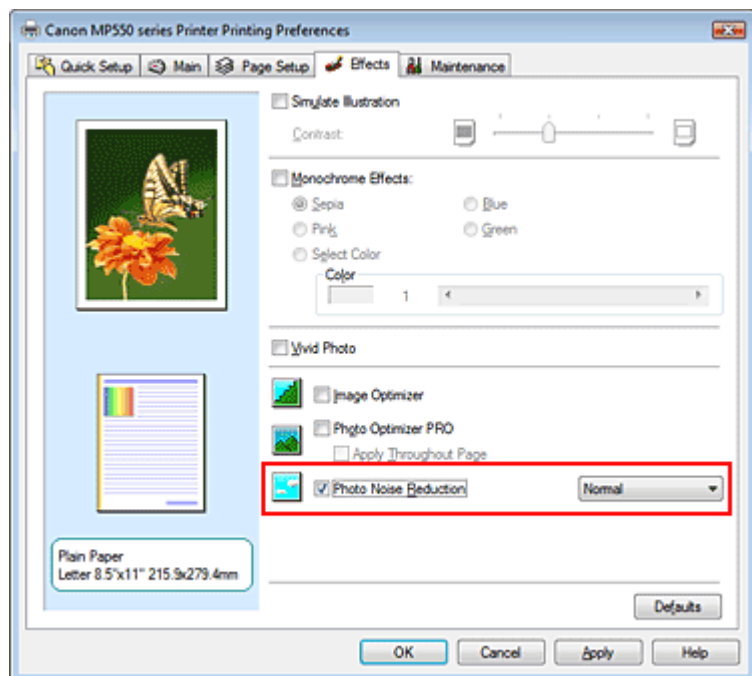 Canon MP550 series Printer Printing Preferences
Quick Setup Main Page Setup Effects Maintenance
Simulate Illustration
Contrast:
Monochrome Effects:
Sepia Blue
Pink Green
Select Color
Color
1
Vivid Photo
Image Optimizer
Photo Optimizer PRO
Apply Throughout Page
Photo Noise Reduction Normal
Plain Paper
Letter 8.5"x11" 215.9x279.4mm
Defaults
OK Cancel Apply Help